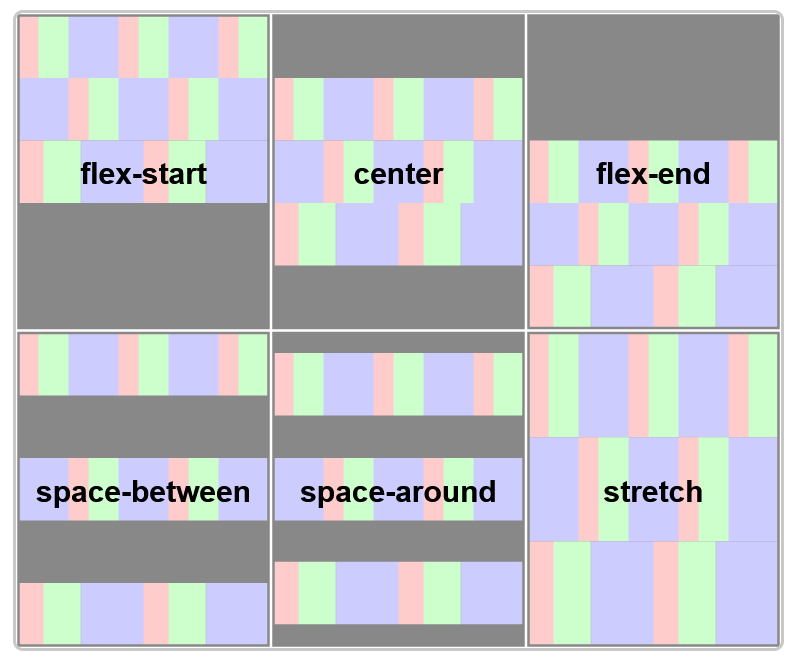 flex-start
center
flex-end
space-between
space-around
stretch